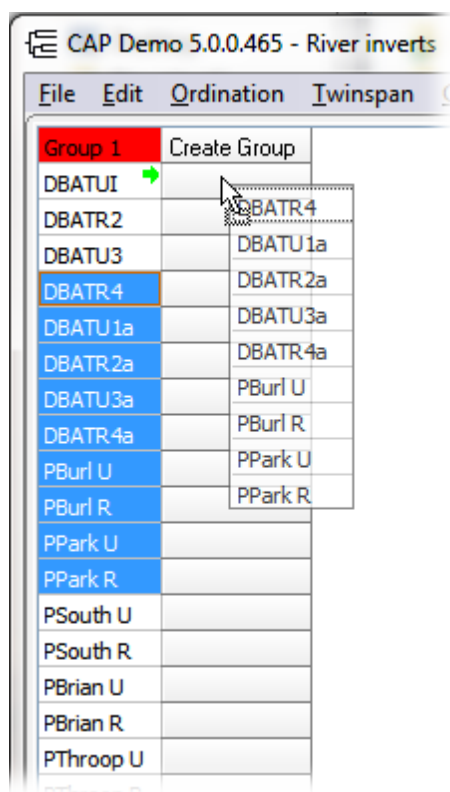 CAP Demo 5.0.0.465 - River inverts
File Edit Ordination Twinspan
Group 1 Create Group
DBATUI
DBATR2
DBATU3
DBATR4
DBATU1a
DBATR2a
DBATU3a
DBATR4a
PBurl U
PBurl R
PPark U
PPark R
PSouth U
PSouth R
PBrian U
PBrian R
PThroop U
DBATR4
DBATU1a
DBATR2a
DBATU3a
DBATR4a
PBurl U
PBurl R
PPark U
PPark R